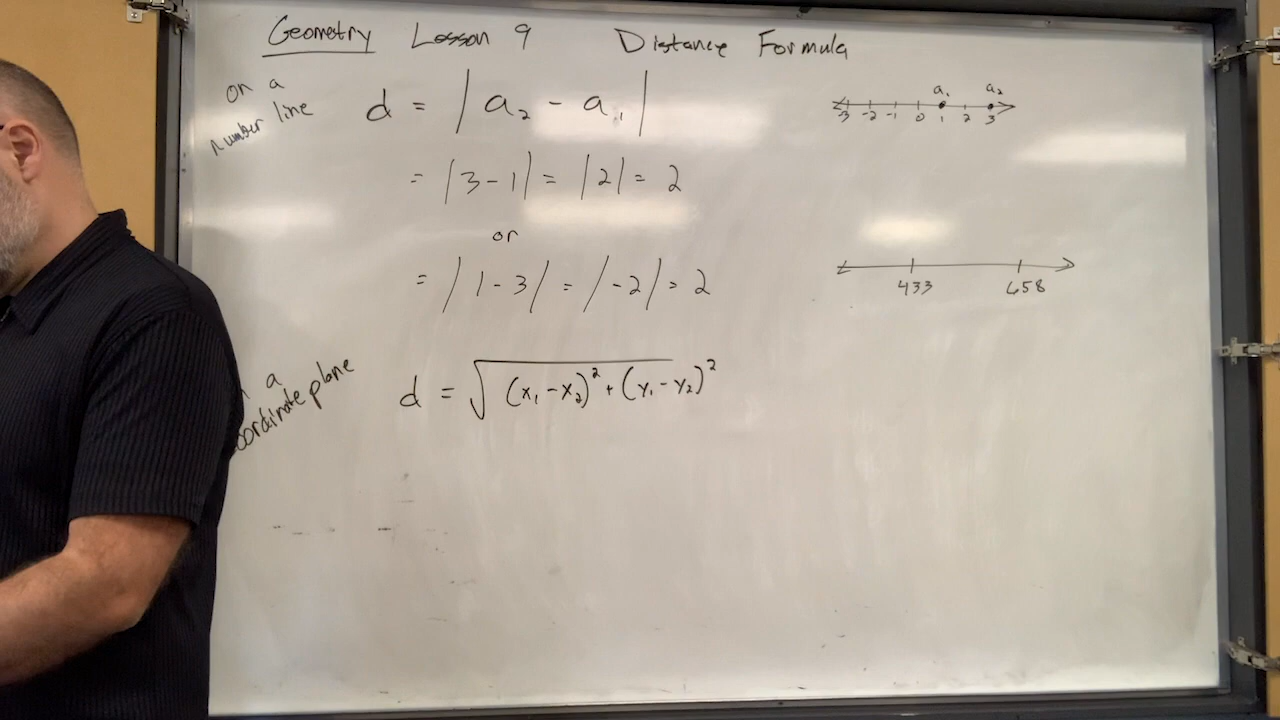 Geometry Lesson 9 Distance Formula
on a
number line
d = | a₂ - a₁ |
a₁ a₂
-3 -2 -1 0 1 2 3
= |3 - 1| = |2| = 2
or
= |1 - 3| = |-2| = 2
433 658
a
plane
d = √(x₁ - x₂)² + (y₁ - y₂)²